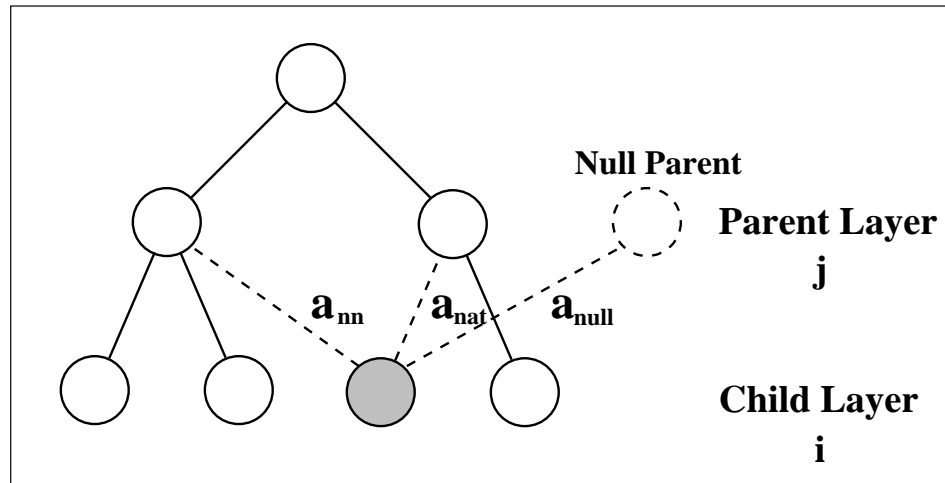 Null Parent
Parent Layer
j
a_nn
a_nat
a_null
Child Layer
i